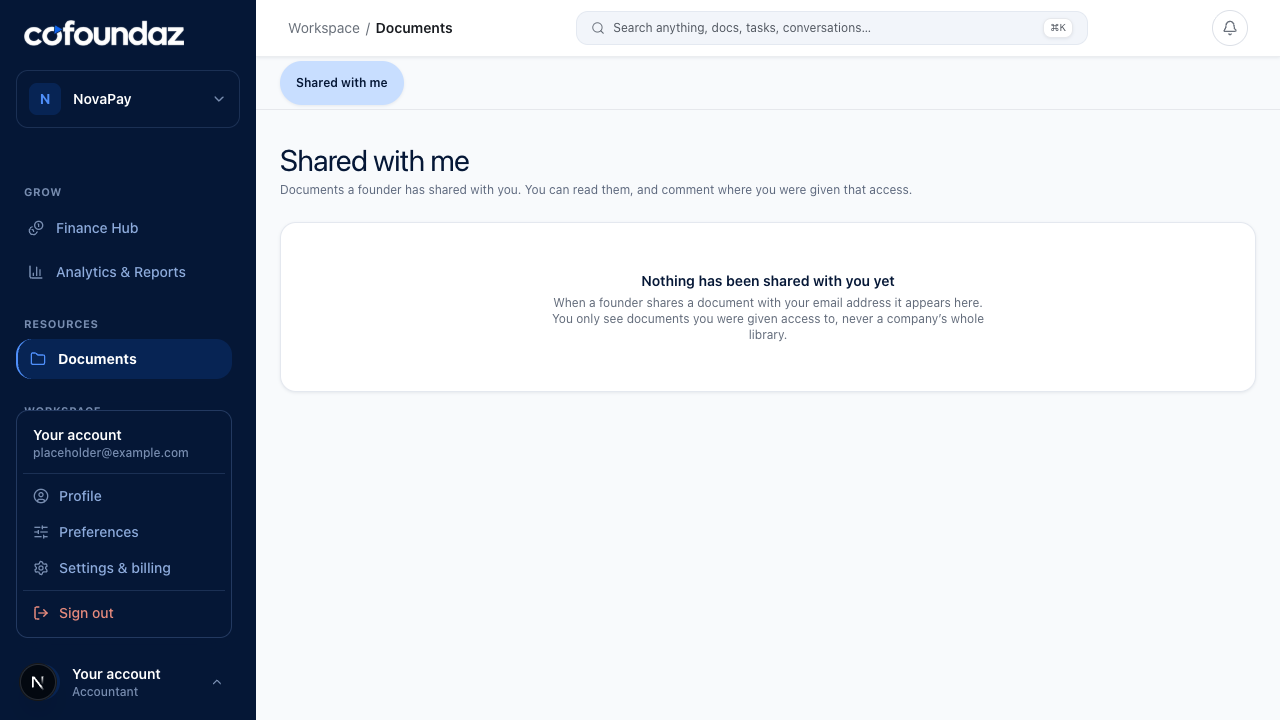 cofoundaz
N
NovaPay
GROW
Finance Hub
Analytics & Reports
RESOURCES
Documents
WORKSPACE
Your account
placeholder@example.com
Profile
Preferences
Settings & billing
Sign out
N
Your account
Accountant
Workspace / Documents
Search anything, docs, tasks, conversations...
⌘K
Shared with me
Shared with me
Documents a founder has shared with you. You can read them, and comment where you were given that access.
Nothing has been shared with you yet
When a founder shares a document with your email address it appears here.
You only see documents you were given access to, never a company's whole
library.